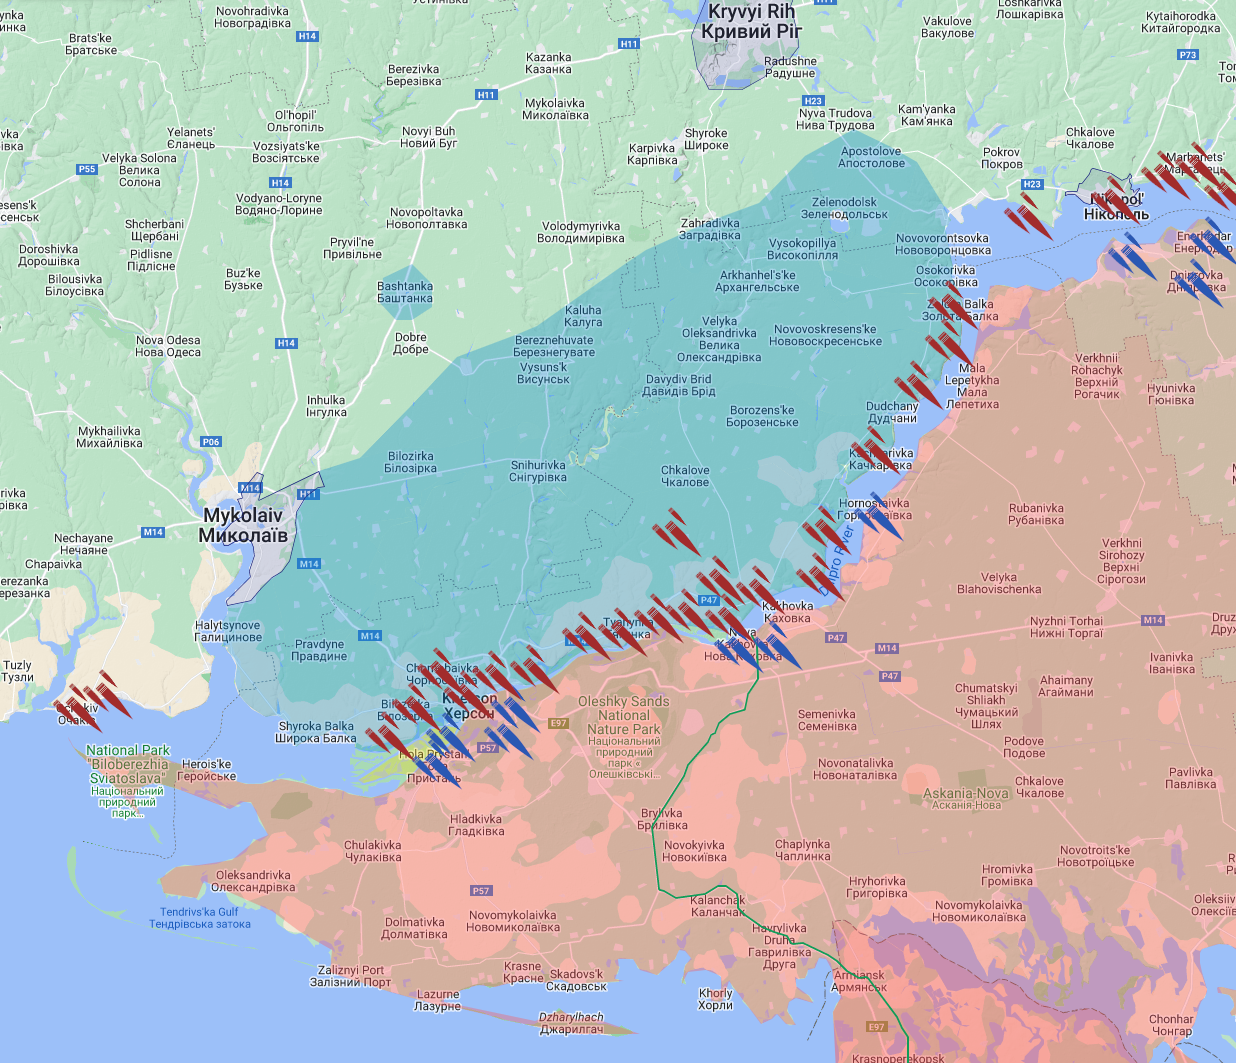 Novohradivka
Новоградівка
Устинівка
Loshkarivka
Лошкарівка
Kryvyi Rih
Кривий Ріг
H11
Vakulove
Вакулове
Kytaihorodka
Китайгородка
Brats'ke
Братське
H14
H11
P73
Kazanka
Казанка
Radushne
Радушне
Berezivka
Березівка
H11
Mykolaivka
Миколаївка
H23
Nyva Trudova
Нива Трудова
Kam'yanka
Кам'янка
Ol'hopil'
Ольгопіль
Yelanets'
Єланець
Novyi Buh
Новий Буг
Shyroke
Широке
Chkalove
Чкалове
Vozsiyats'ke
Возсіятське
Karpivka
Карпівка
Apostolove
Апостолове
Pokrov
Покров
Marhanets'
Марганець
P55
Velyka Solona
Велика
Солона
H14
H23
Vodyano-Loryne
Водяно-Лорине
Nikopol'
Нікополь
Zelenodolsk
Зеленодольськ
Novopoltavka
Новополтавка
Shcherbani
Щербані
Volodymyrivka
Володимирівка
Zahradivka
Заградівка
Pryvil'ne
Привільне
Vysokopillya
Високопілля
Novovorontsovka
Нововоронцовка
Enerhodar
Енергодар
Doroshivka
Дорошівка
Pidlisne
Підлісне
Buz'ke
Бузьке
Bilousivka
Білоусівка
Arkhanhel's'ke
Архангельське
Osokorivka
Осокорівка
Dniprovka
Дніпровка
Bashtanka
Баштанка
Zolota Balka
Золота Балка
Kaluha
Калуга
Nova Odesa
Нова Одеса
H14
Dobre
Добре
Bereznehuvate
Березнегувате
Velyka
Oleksandrivka
Велика
Олександрівка
Novovoskresens'ke
Нововоскресенське
Vysuns'k
Висунськ
Verkhnii
Rohachyk
Верхній
Рогачик
Mala
Lepetykha
Мала
Лепетиха
Davydiv Brid
Давидів Брід
Hyunivka
Гюнівка
Inhulka
Інгулка
Borozens'ke
Борозенське
Dudchany
Дудчани
Mykhailivka
Михайлівка
P06
Bilozirka
Білозірка
Snihurivka
Снігурівка
Chkalove
Чкалове
Kachkarivka
Качкарівка
M14
H11
Mykolaiv
Миколаїв
Hornostaivka
Горностаївка
Rubanivka
Рубанівка
M14
Nechayane
Нечаяне
Chapaivka
M14
Dnipro River
Verkhni
Sirohozy
Верхні
Сірогози
Velyka
Blahovischenka
P47
Kakhovka
Каховка
Halytsynove
Галицинове
M14
Tyahynka
Тягинка
Nova
Kakhovka
Нова Каховка
Nyzhni Torhai
Нижні Торгаї
M14
Pravdyne
Правдине
P47
M14
Ivanivka
Іванівка
Tuzly
Тузли
Chornobaivka
Чорнобаївка
P47
Ahaimany
Агаймани
Chumatskyi
Shliakh
Чумацький
Шлях
Kherson
Херсон
Oleshky Sands
National
Nature Park
Національний
природний
парк «
Олешківські...
Bilozerka
Білозерка
Ochakiv
Очаків
E97
Semenivka
Семенівка
Shyroka Balka
Широка Балка
P57
Podove
Подове
National Park
"Biloberezhia
Sviatoslava"
Національний
природний
парк...
Herois'ke
Геройське
Hola Prystan
Пристань
Novonatalivka
Новонаталівка
Pavlivka
Павлівка
Askania-Nova
Асканія-Нова
Chkalove
Чкалове
Hladkivka
Гладківка
Brylivka
Брилівка
Chulakivka
Чулаківка
Novokyivka
Новокиївка
Chaplynka
Чаплинка
Novotroits'ke
Новотроїцьке
Oleksandrivka
Олександрівка
P57
Hryhorivka
Григорівка
Hromivka
Громівка
Tendrivs'ka Gulf
Тендрівська затока
Dolmativka
Долматівка
Novomykolaivka
Новомиколаївка
Kalanchak
Каланчак
Novomykolaivka
Новомиколаївка
Havrylivka
Druha
Гаврилівка
Друга
Zaliznyi Port
Залізний Порт
Krasne
Красне
Skadovs'k
Скадовськ
Armiansk
Армянськ
Lazurne
Лазурне
Khorly
Хорли
Dzharylhach
Джарилгач
E97
Chonhar
Чонгар
Krasnoperekopsk